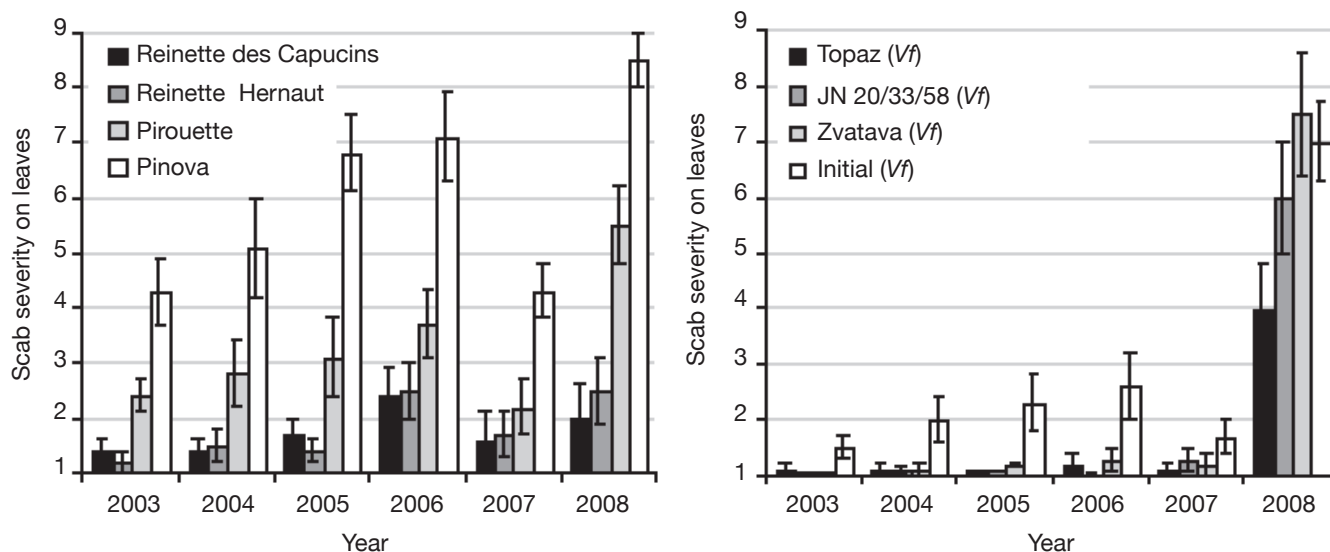 Scab severity on leaves
9
8
7
6
5
4
3
2
1
Reinette des Capucins
Reinette Hernaut
Pirouette
Pinova
2003 2004 2005 2006 2007 2008
Year
Scab severity on leaves
9
8
7
6
5
4
3
2
1
Topaz (Vf)
JN 20/33/58 (Vf)
Zvatava (Vf)
Initial (Vf)
2003 2004 2005 2006 2007 2008
Year